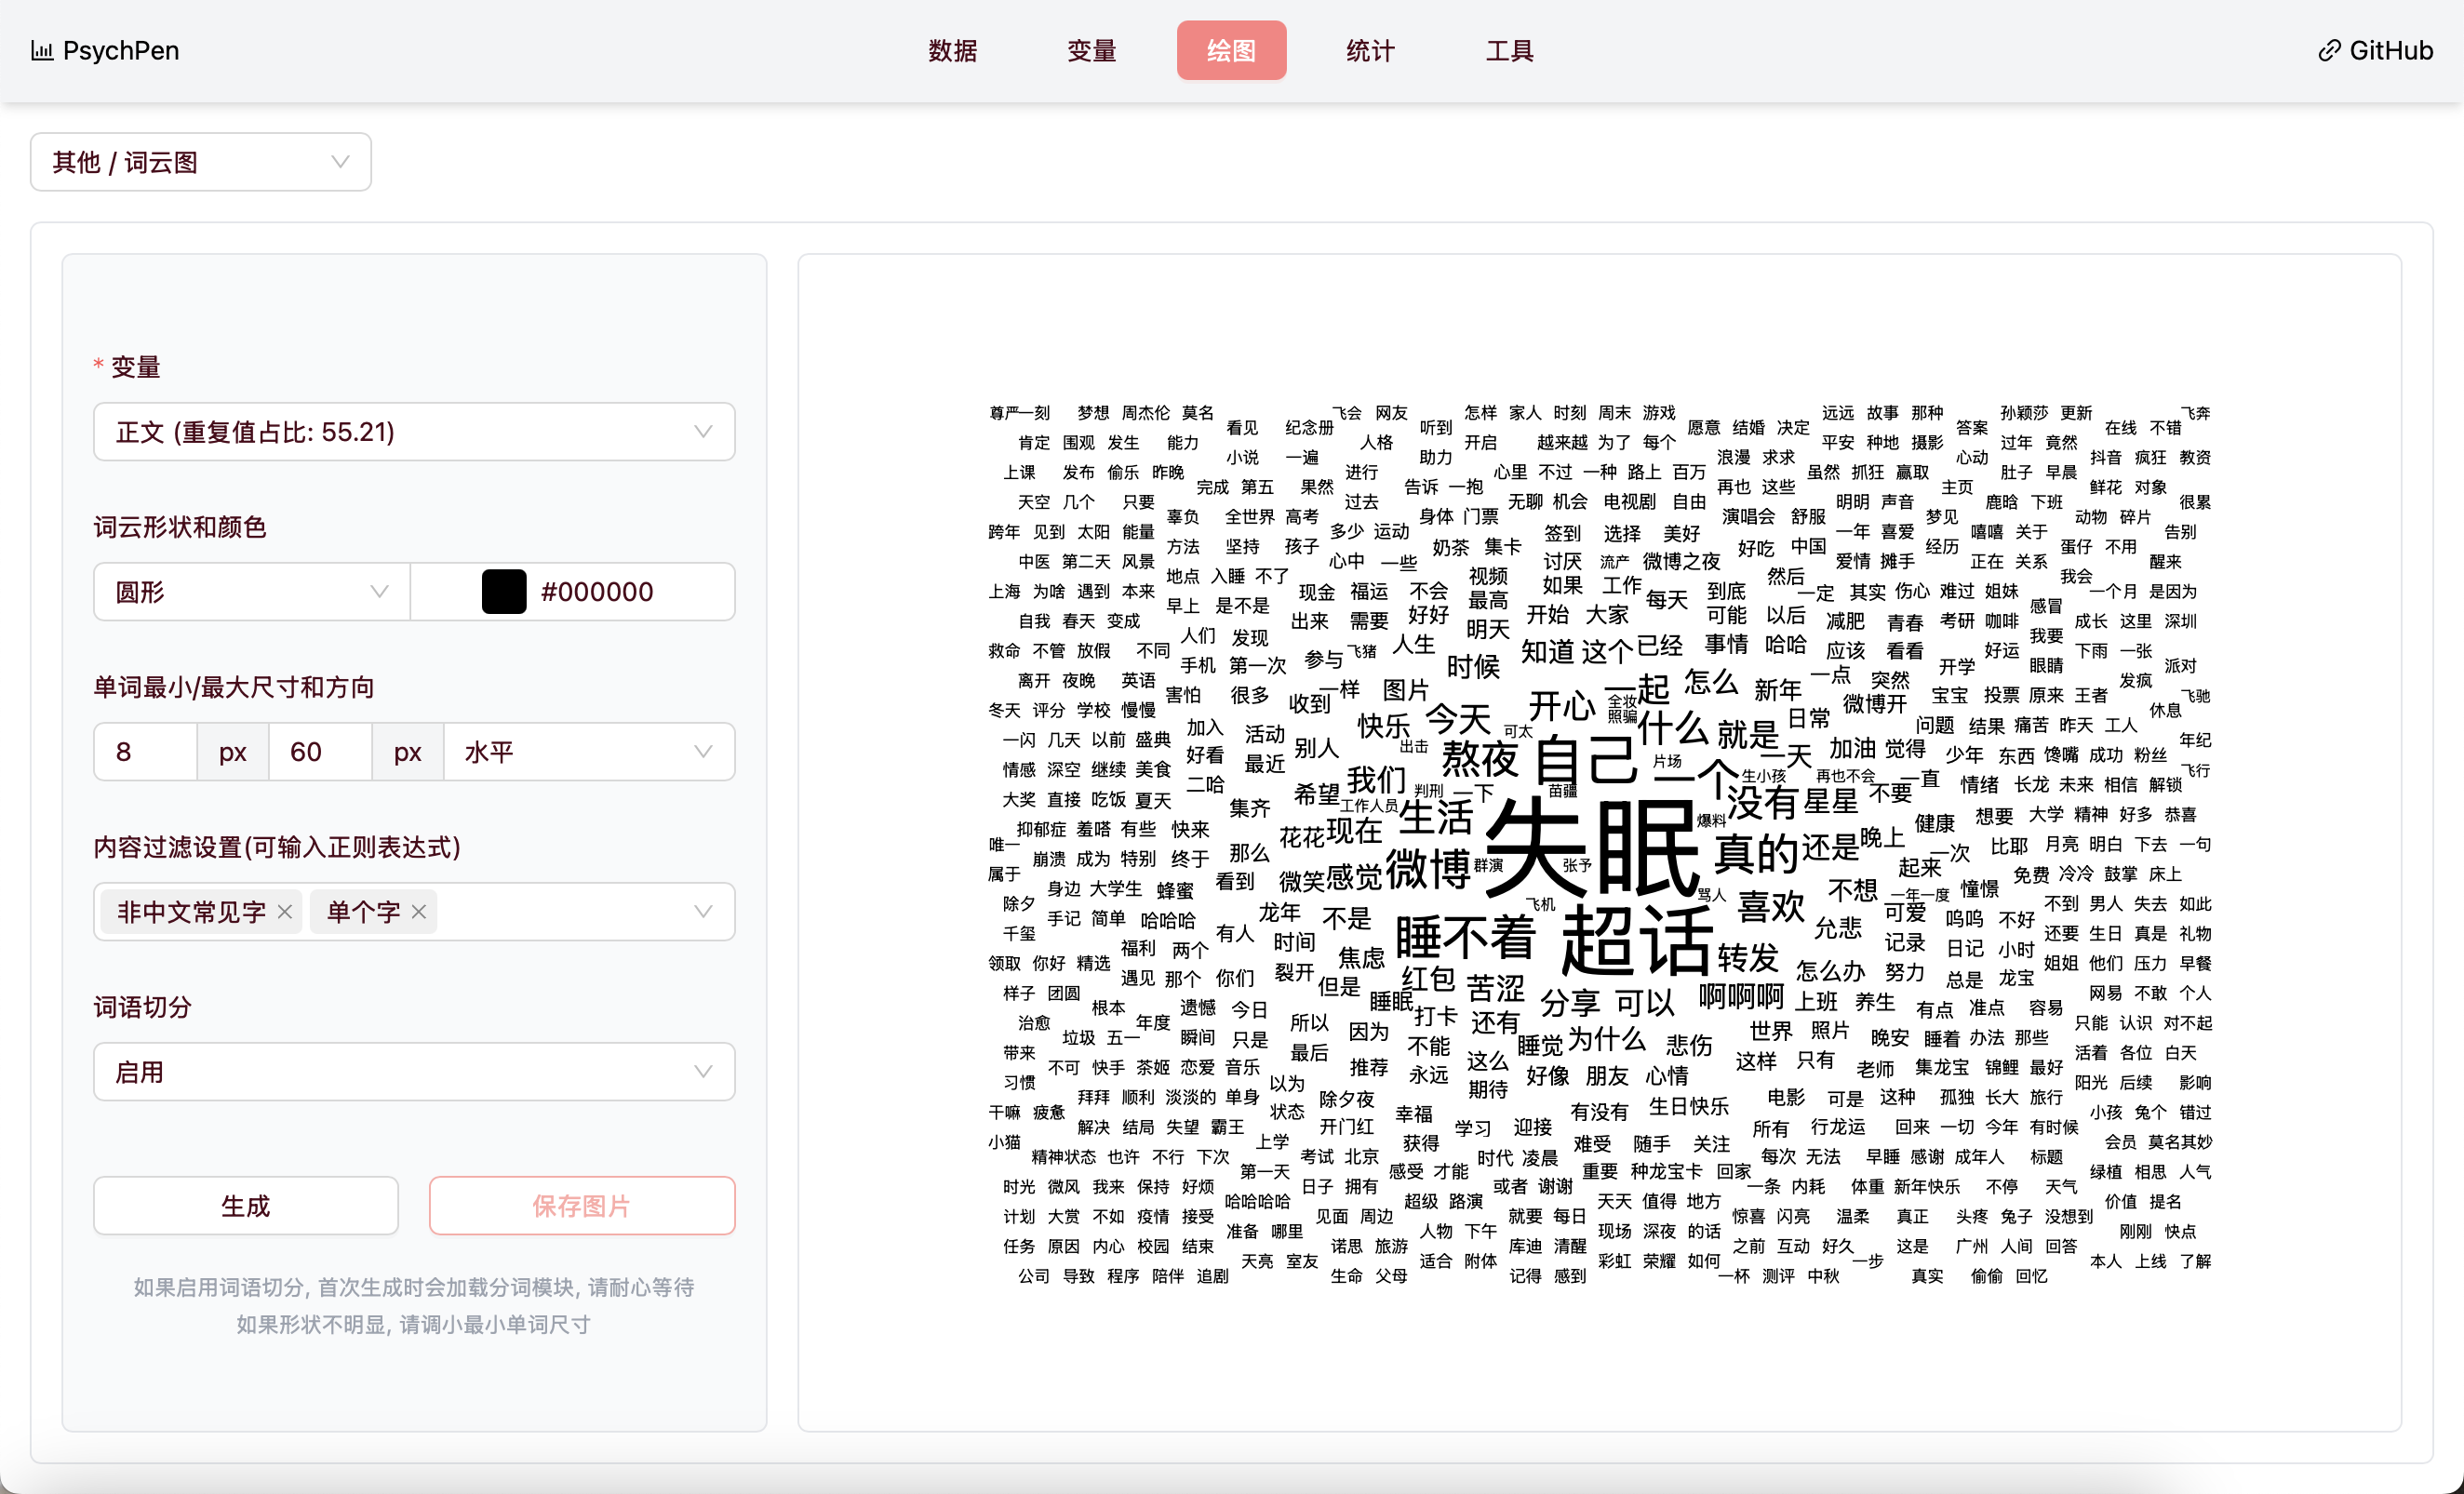 PsychPen
数据 变量 绘图 统计 工具
GitHub
其他 / 词云图
* 变量
正文 (重复值占比: 55.21)
词云形状和颜色
圆形 #000000
单词最小/最大尺寸和方向
8 px 60 px 水平
内容过滤设置(可输入正则表达式)
非中文常见字 单个字
词语切分
启用
生成 保存图片
如果启用词语切分, 首次生成时会加载分词模块, 请耐心等待
如果形状不明显, 请调小最小单词尺寸
尊严 一刻 梦想 周杰伦 莫名 飞会 网友 怎样 家人 时刻 周末 游戏 远远 故事 那种 孙颖莎 更新 飞奔
看见 纪念册 听到 愿意 结婚 决定 答案 在线 不错
肯定 围观 发生 能力 人格 开启 越来越 为了 每个 平安 种地 摄影 过年 竟然
小说 一遍 助力 浪漫 求求 心动 抖音 疯狂 教资
上课 发布 偷乐 昨晚 进行 心里 不过 一种 路上 百万 虽然 抓狂 赢取 肚子 早晨
完成 第五 果然 告诉 一抱 再也 这些 主页 鲜花 对象
天空 几个 只要 过去 无聊 机会 电视剧 自由 明明 声音 鹿晗 下班 很累
辜负 全世界 高考 身体 门票 演唱会 舒服 梦见 动物 碎片
跨年 见到 太阳 能量 多少 运动 签到 选择 美好 一年 喜爱 嘻嘻 关于 告别
方法 坚持 孩子 奶茶 集卡 好吃 中国 经历 蛋仔 不用
中医 第二天 风景 心中 一些 讨厌 流产 微博之夜 爱情 摊手 正在 关系 醒来
地点 入睡 不了 视频 如果 工作 然后 我会
上海 为啥 遇到 本来 现金 福运 不会 最高 每天 到底 一定 其实 伤心 难过 姐妹 一个月 是因为
早上 是不是 好好 开始 大家 可能 以后 感冒
自我 春天 变成 出来 需要 明天 减肥 青春 考研 咖啡 成长 这里 深圳
人们 发现 人生 知道 这个 已经 事情 哈哈 我要
救命 不管 放假 不同 参与 飞猪 应该 看看 好运 下雨 一张
手机 第一次 时候 开学 眼睛 派对
离开 夜晚 英语 一样 图片 一起 怎么 新年 一点 突然 发疯
害怕 很多 收到 开心 全妆 微博开 宝宝 投票 原来 王者 飞驰
冬天 评分 学校 慢慢 今天 照骗 日常 休息
加入 快乐 可太 什么 就是 问题 结果 痛苦 昨天 工人
一闪 几天 以前 盛典 活动 别人 出击 年纪
好看 熬夜 自己 片场 一天 加油 觉得 少年 东西 馋嘴 成功 粉丝
情感 深空 继续 美食 最近 我们 一个 生小孩 再也不会 一直 飞行
二哈 希望 判刑 一下 苗疆 情绪 长龙 未来 相信 解锁
大奖 直接 吃饭 夏天 集齐 工作人员 生活 没有 星星 不要
抑郁症 羞嗒 有些 快来 花花 现在 失眠 爆料 健康 想要 大学 精神 好多 恭喜
唯一 那么 真的 还是 晚上 一次 比耶 月亮 明白 下去 一句
崩溃 成为 特别 终于 感觉 微博 群演 张予 起来
属于 看到 微笑 免费 冷冷 鼓掌 床上
身边 大学生 蜂蜜 骂人 不想 一年一度 憧憬
除夕 龙年 不是 飞机 喜欢 可爱 不到 男人 失去 如此
手记 简单 哈哈哈 睡不着 超话 允悲 呜呜 不好
千玺 有人 时间 记录 日记 小时 还要 生日 真是 礼物
福利 两个 焦虑 转发
领取 你好 精选 遇见 那个 你们 裂开 红包 怎么办 努力 总是 龙宝 姐姐 他们 压力 早餐
样子 团圆 但是 睡眠 苦涩 分享 可以 啊啊啊 上班 养生 网易 不敢 个人
根本 遗憾 今日 打卡 有点 准点 容易
治愈 年度 所以 因为 还有 世界 照片 只能 认识 对不起
垃圾 五一 瞬间 只是 不能 睡觉 为什么 悲伤 晚安 睡着 办法 那些
带来 最后 这么 这样 只有 活着 各位 白天
不可 快手 茶姬 恋爱 音乐 推荐 永远 好像 朋友 心情 老师 集龙宝 锦鲤 最好
习惯 以为 期待 阳光 后续 影响
拜拜 顺利 淡淡的 单身 除夕夜 电影 可是 这种 孤独 长大 旅行
干嘛 疲惫 状态 幸福 有没有 生日快乐 小孩 兔个 错过
解决 结局 失望 霸王 开门红 学习 迎接 所有 行龙运 回来 一切 今年 有时候
小猫 上学 获得 难受 随手 关注 会员 莫名其妙
精神状态 也许 不行 下次 考试 北京 时代 凌晨 每次 无法 早睡 感谢 成年人 标题
第一天 感受 才能 重要 种龙宝卡 回家 绿植 相思 人气
时光 微风 我来 保持 好烦 日子 拥有 或者 谢谢 一条 内耗 体重 新年快乐 不停 天气
哈哈哈哈 超级 路演 天天 值得 地方 价值 提名
计划 大赏 不如 疫情 接受 见面 周边 就要 每日 惊喜 闪亮 温柔 真正 头疼 兔子 没想到
准备 哪里 人物 下午 现场 深夜 的话 刚刚 快点
任务 原因 内心 校园 结束 诺思 旅游 库迪 清醒 之前 互动 好久 这是 广州 人间 回答
天亮 室友 适合 附体 彩虹 荣耀 如何 一步 本人 上线 了解
公司 导致 程序 陪伴 追剧 生命 父母 记得 感到 一杯 测评 中秋 真实 偷偷 回忆